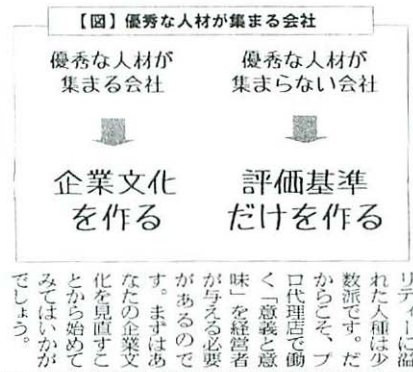 【図】優秀な人材が集まる会社
優秀な人材が
集まる会社
企業文化
を作る
優秀な人材が
集まらない会社
評価基準
だけを作る
リティーに溢
れた人種は少
数派です。だ
からこそ、プ
ロ代理店で働
く「意義と意
味」を経営者
が与える必要
があるので
す。まずはあ
なたの企業文
化を見直すこ
とから始めて
みてはいかが
でしょう。